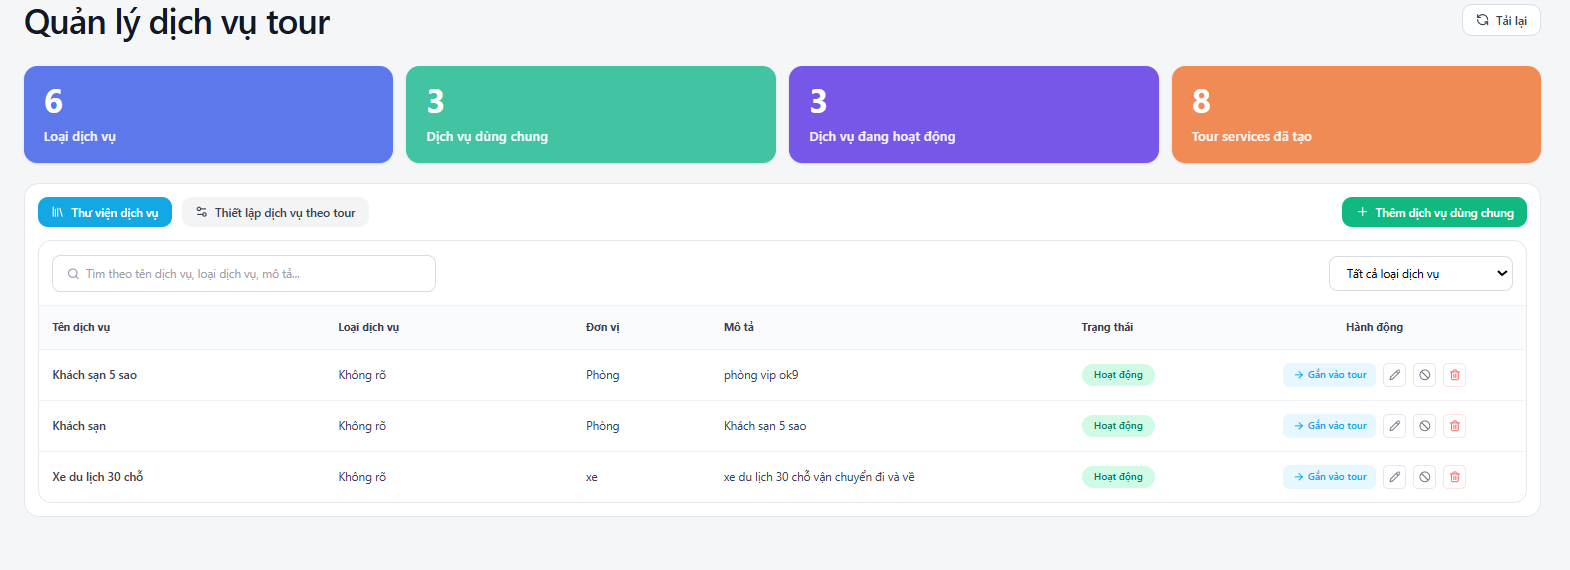 Quản lý dịch vụ tour
Tải lại
6
Loại dịch vụ
3
Dịch vụ dùng chung
3
Dịch vụ đang hoạt động
8
Tour services đã tạo
Thư viện dịch vụ
Thiết lập dịch vụ theo tour
Thêm dịch vụ dùng chung
Tìm theo tên dịch vụ, loại dịch vụ, mô tả...
Tất cả loại dịch vụ
Tên dịch vụ Loại dịch vụ Đơn vị Mô tả Trạng thái Hành động
Khách sạn 5 sao Không rõ Phòng phòng vip ok9 Hoạt động Gắn vào tour
Khách sạn Không rõ Phòng Khách sạn 5 sao Hoạt động Gắn vào tour
Xe du lịch 30 chỗ Không rõ xe xe du lịch 30 chỗ vận chuyển đi và về Hoạt động Gắn vào tour